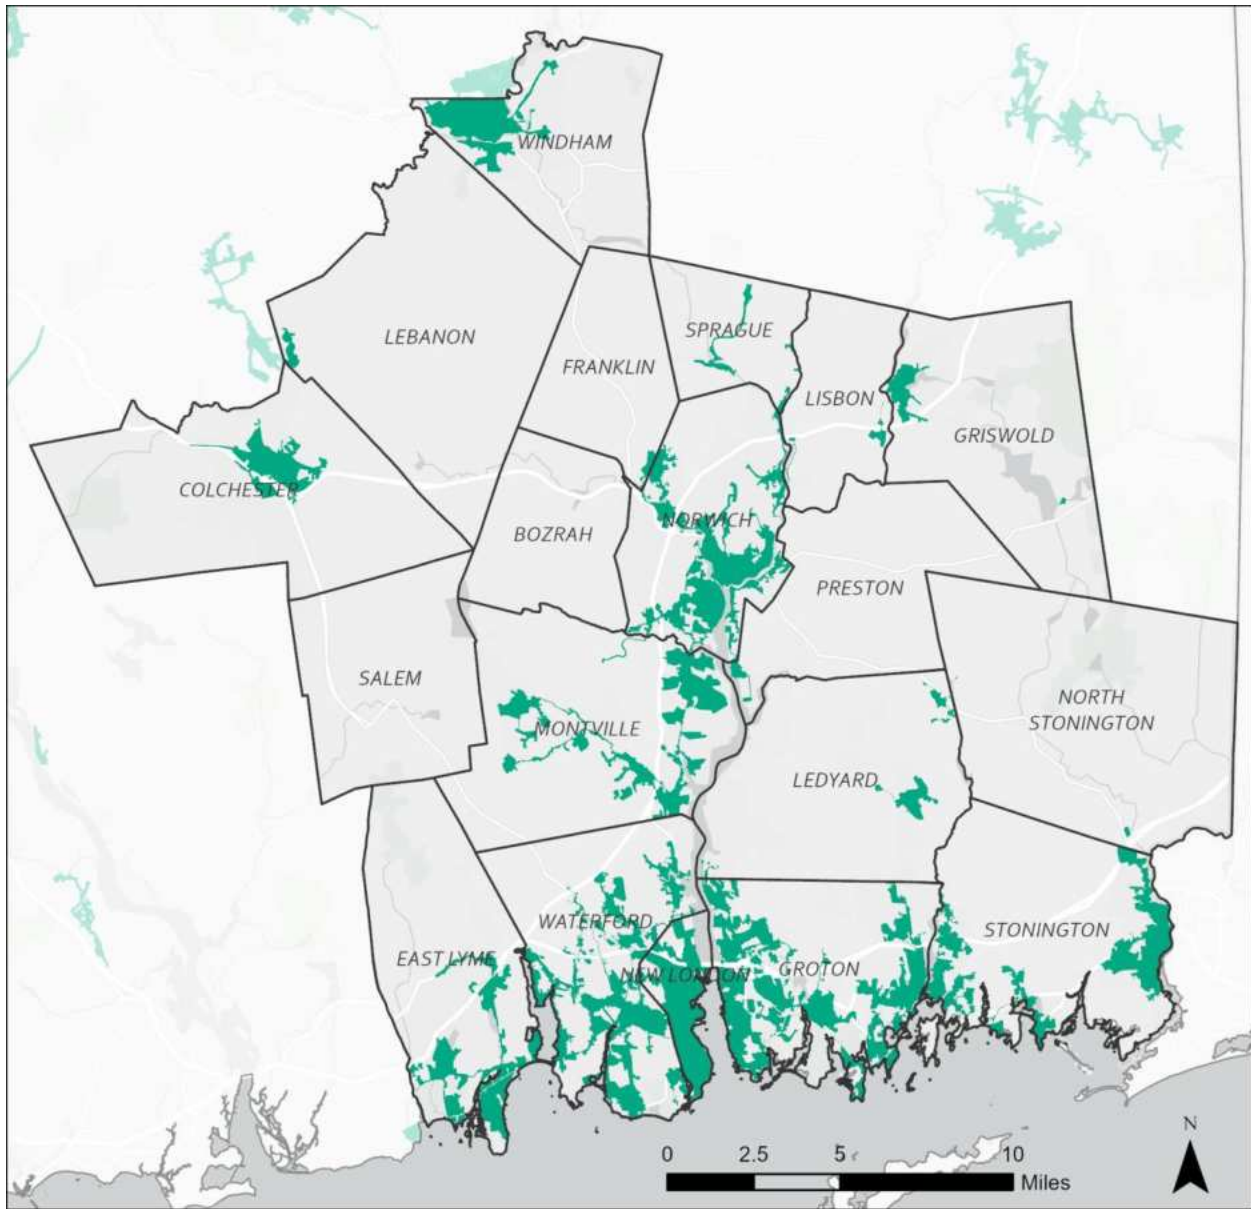 WINDHAM
LEBANON
SPRAGUE
FRANKLIN
LISBON
GRISWOLD
COLCHESTER
NORWICH
BOZRAH
PRESTON
SALEM
NORTH
STONINGTON
MONTVILLE
LEDYARD
WATERFORD
STONINGTON
EAST LYME
NEW LONDON
GROTON
N
0 2.5 5 10
Miles